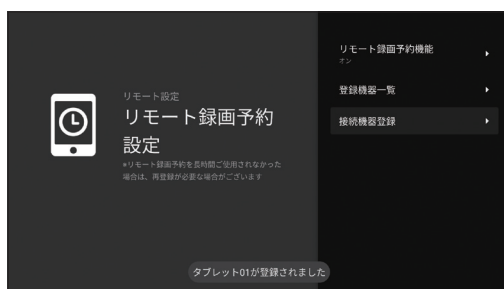 リモート設定
リモート録画予約
設定
*リモート録画予約を長時間ご使用されなかった
場合は、再登録が必要な場合がございます
リモート録画予約機能
オン
登録機器一覧
接続機器登録
タブレット01が登録されました